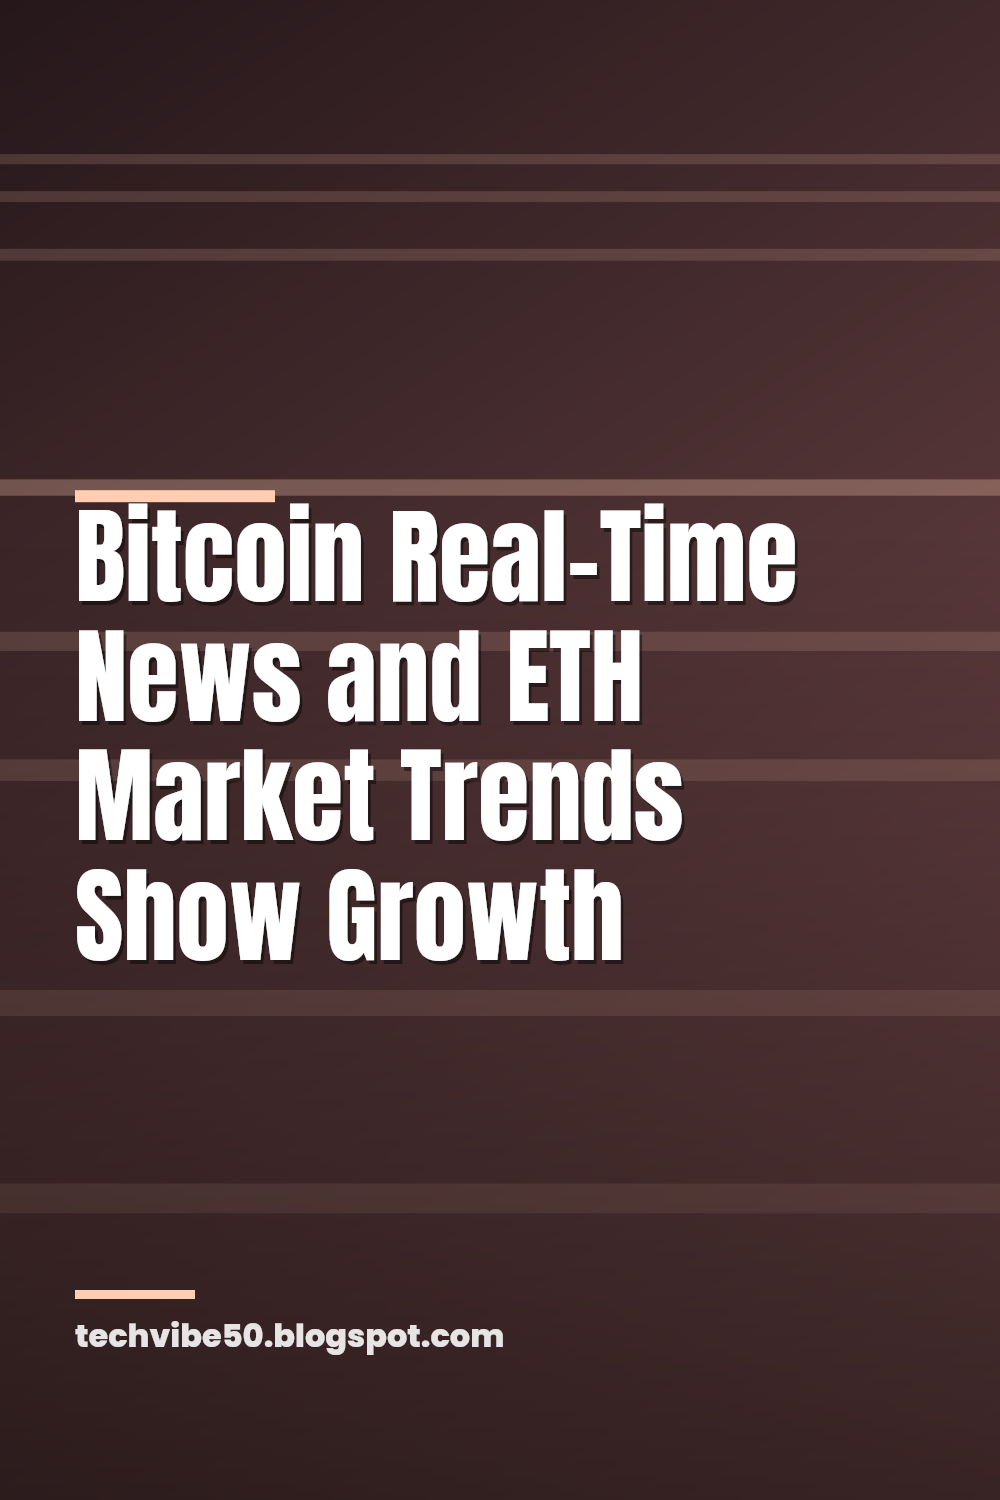 Bitcoin Real-Time
News and ETH
Market Trends
Show Growth
techvibe50.blogspot.com